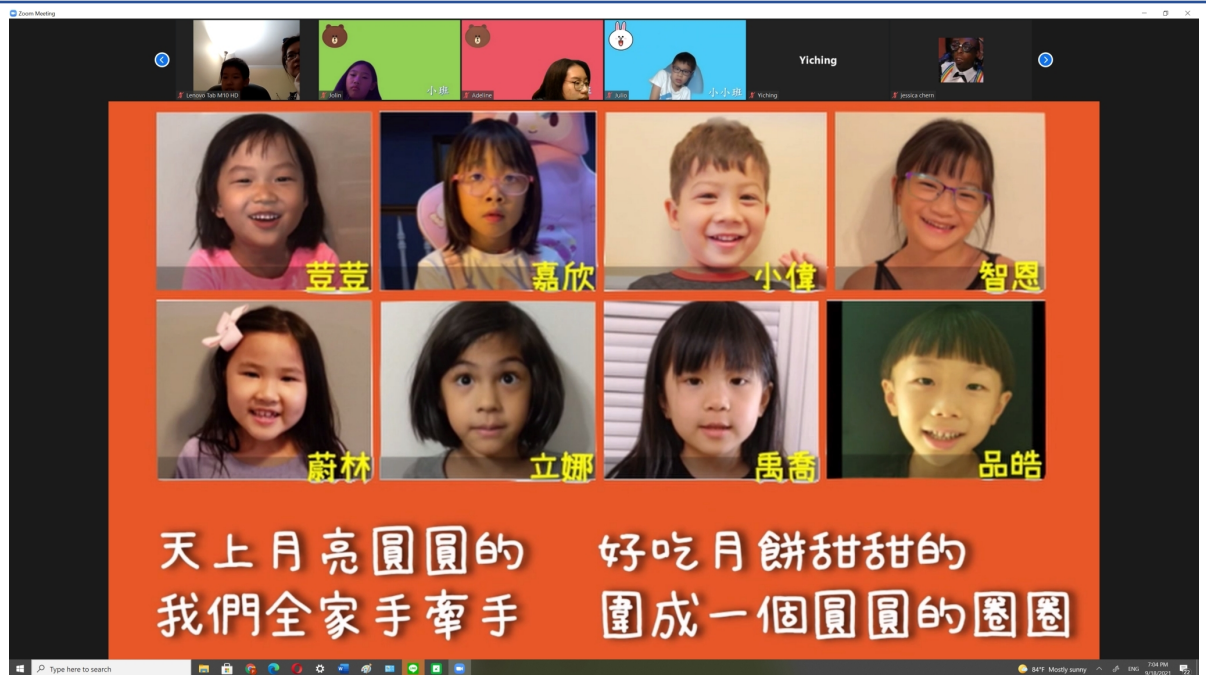 Zoom Meeting
Lenovo Tab M10 HD
Jolin
小班
Adeline
Julio
小小班
Yiching
Yiching
jessica chern
荳荳
嘉欣
小偉
智恩
蔚林
立娜
禹喬
品皓
天上月亮圓圓的
好吃月餅甜甜的
我們全家手牽手
圍成一個圓圓的圈圈
Type here to search
84°F Mostly sunny
ENG
7:04 PM
9/18/2021